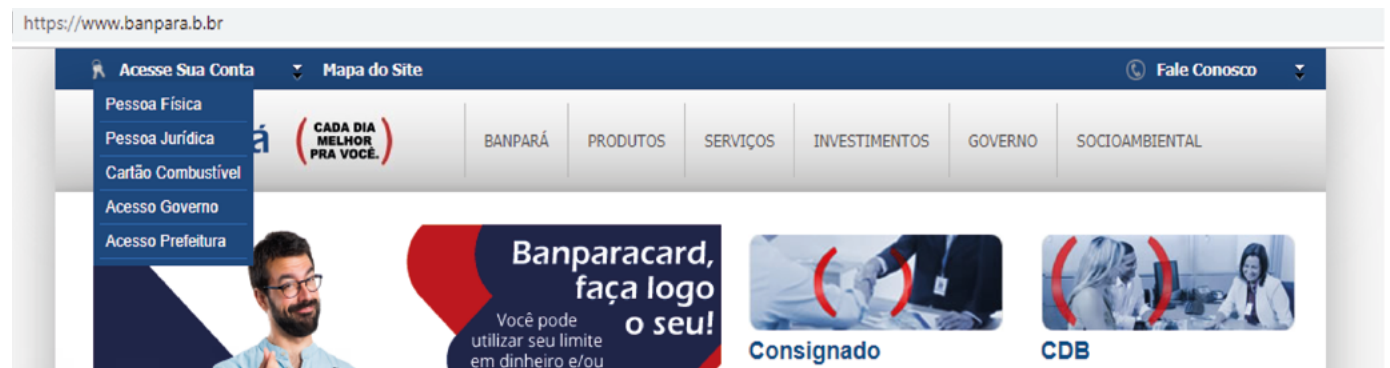 https://www.banpara.b.br
Acesse Sua Conta Mapa do Site Fale Conosco
Pessoa Física
Pessoa Jurídica
Cartão Combustível
Acesso Governo
Acesso Prefeitura
á
CADA DIA
MELHOR
PRA VOCÊ.
BANPARÁ PRODUTOS SERVIÇOS INVESTIMENTOS GOVERNO SOCIOAMBIENTAL
Banparacard,
faça logo
o seu!
Você pode
utilizar seu limite
em dinheiro e/ou
Consignado
CDB